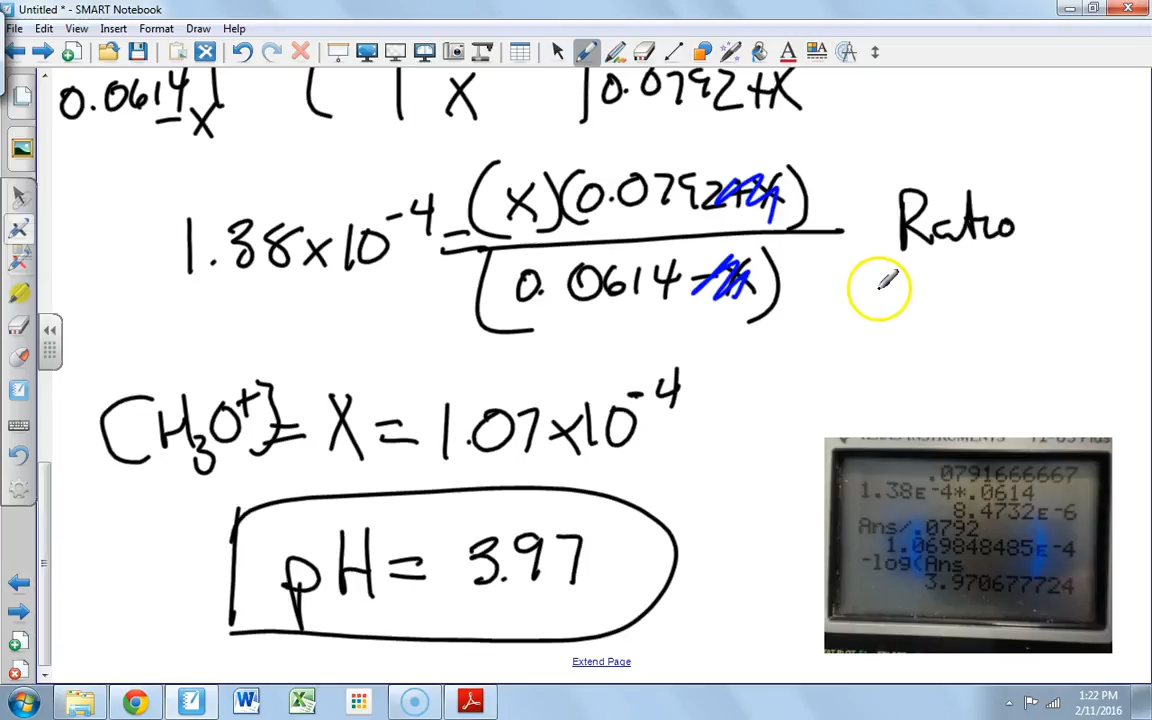 Untitled * - SMART Notebook
File Edit View Insert Format Draw Help
0.0614 - X X 0.0792+X
1.38x10⁻⁴ = (X)(0.0792+X)
(0.0614-X)
Ratio
[H₃O⁺] = X = 1.07x10⁻⁴
pH = 3.97
.0791666667
1.38E-4*.0614
8.4732E-6
Ans/.0792
1.069848485E-4
-log(Ans
3.970677724
Extend Page
1:22 PM
2/11/2016